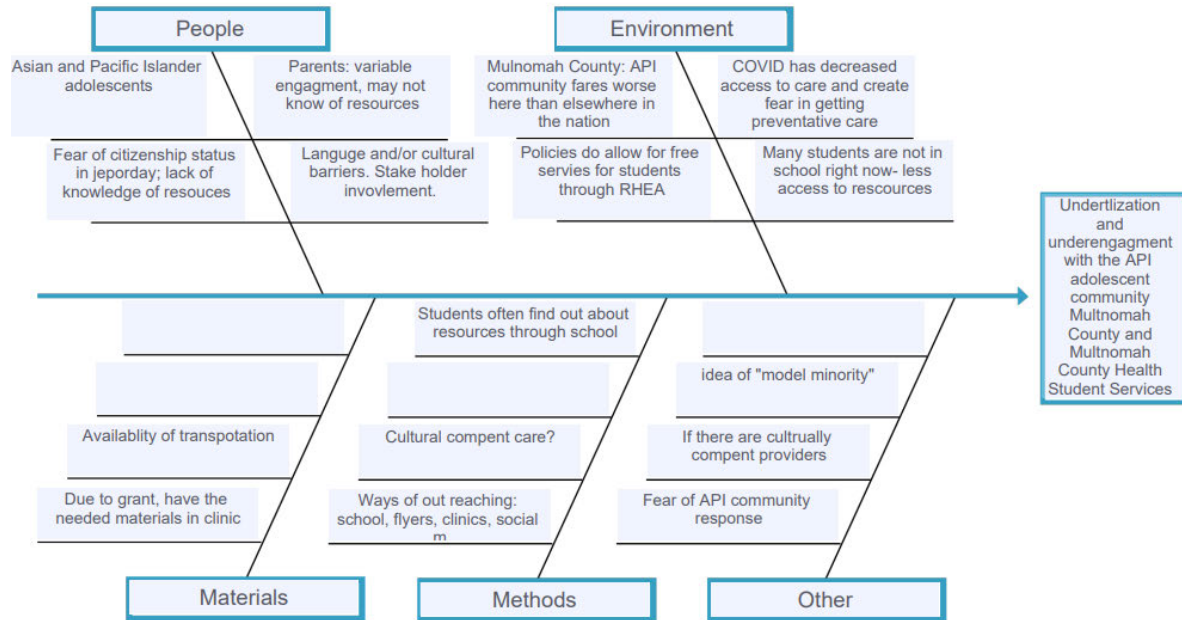 People
Environment
Asian and Pacific Islander
adolescents
Parents: variable
engagment, may not
know of resources
Mulnomah County: API
community fares worse
here than elsewhere in
the nation
COVID has decreased
access to care and create
fear in getting
preventative care
Fear of citizenship status
in jeporday; lack of
knowledge of resouces
Languge and/or cultural
barriers. Stake holder
invovlement.
Policies do allow for free
servies for students
through RHEA
Many students are not in
school right now- less
access to rescources
Undertlization
and
underengagment
with the API
adolescent
community
Multnomah
County and
Multnomah
County Health
Student Services
Students often find out about
resources through school
idea of "model minority"
Availablity of transpotation
Cultural compent care?
If there are cultrually
compent providers
Due to grant, have the
needed materials in clinic
Ways of out reaching:
school, flyers, clinics, social
m
Fear of API community
response
Materials
Methods
Other